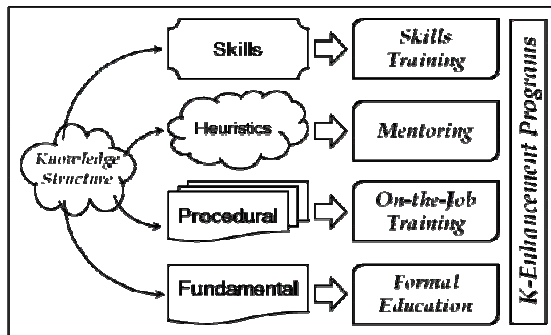 Skills
Skills
Training
Heuristics
Mentoring
Knowledge
Structure
Procedural
On-the-Job
Training
Fundamental
Formal
Education
K-Enhancement Programs